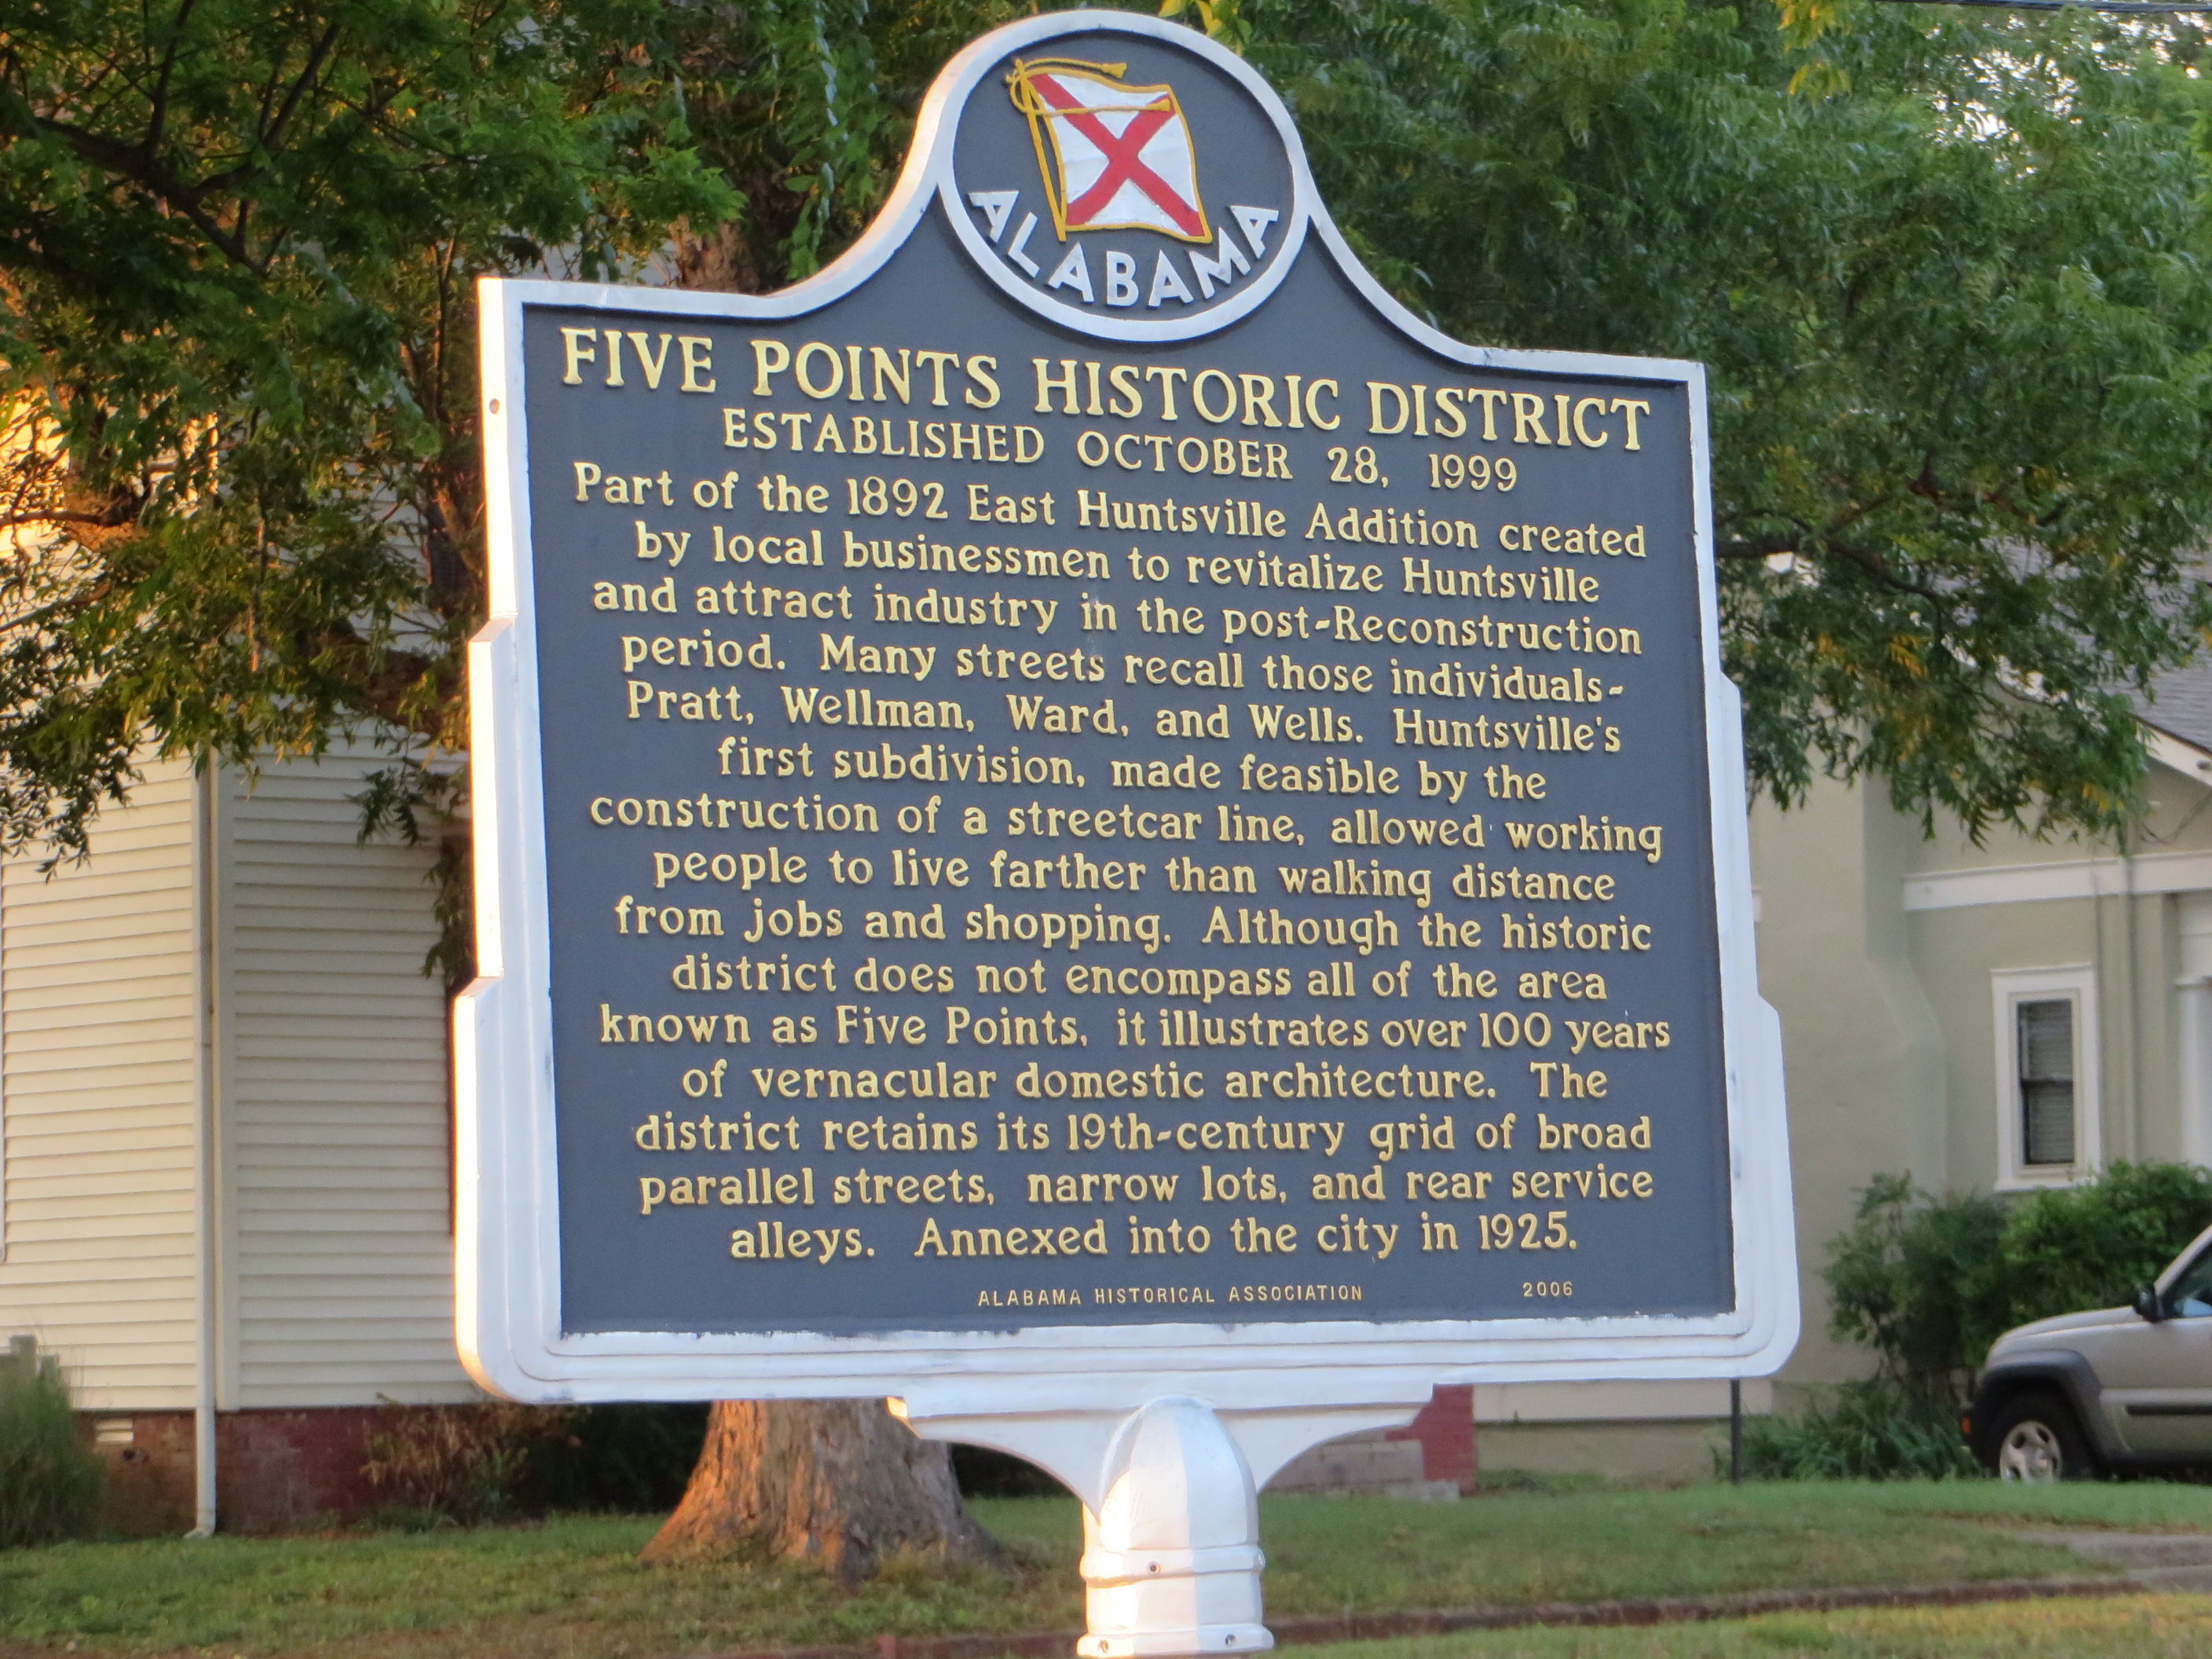 ALABAMA
FIVE POINTS HISTORIC DISTRICT
ESTABLISHED OCTOBER 28, 1999
Part of the 1892 East Huntsville Addition created
by local businessmen to revitalize Huntsville
and attract industry in the post-Reconstruction
period. Many streets recall those individuals-
Pratt, Wellman, Ward, and Wells. Huntsville's
first subdivision, made feasible by the
construction of a streetcar line, allowed working
people to live farther than walking distance
from jobs and shopping. Although the historic
district does not encompass all of the area
known as Five Points, it illustrates over 100 years
of vernacular domestic architecture. The
district retains its 19th-century grid of broad
parallel streets, narrow lots, and rear service
alleys. Annexed into the city in 1925.
ALABAMA HISTORICAL ASSOCIATION 2006